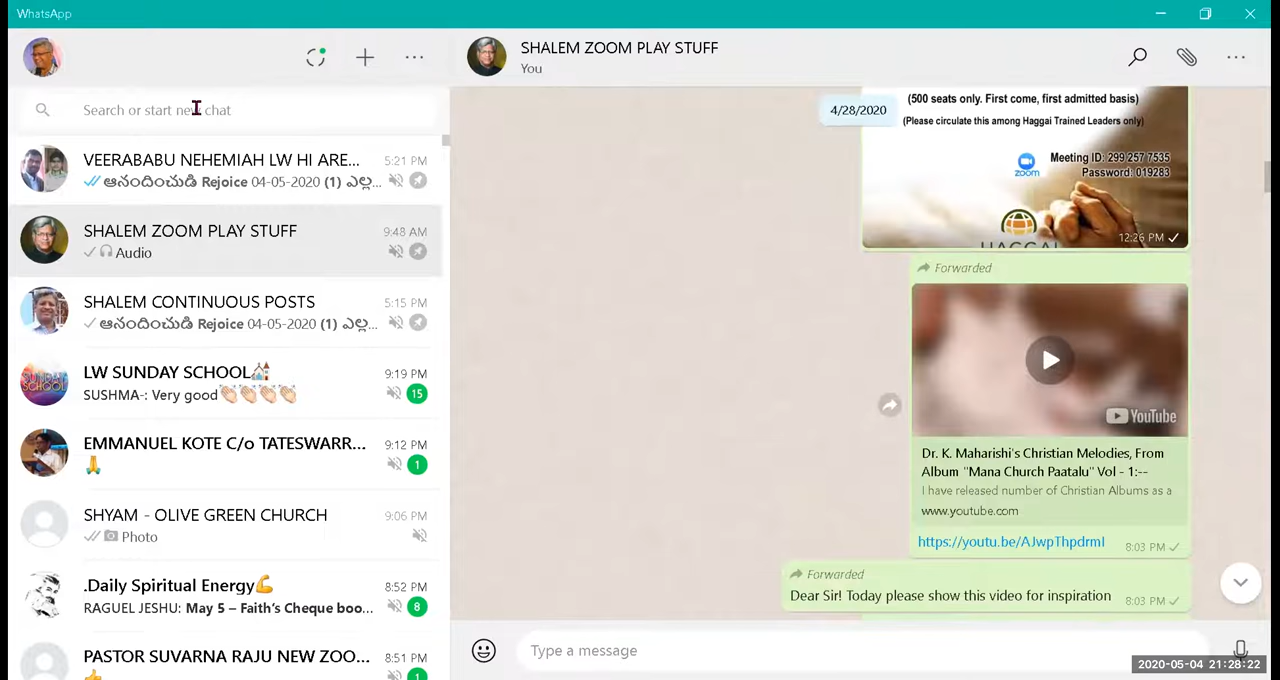 WhatsApp
SHALEM ZOOM PLAY STUFF
You
Search or start new chat
VEERABABU NEHEMIAH LW HI ARE... 5:21 PM
ఆనందించుడి Rejoice 04-05-2020 (1) ఎల్ల...
SHALEM ZOOM PLAY STUFF 9:48 AM
Audio
SHALEM CONTINUOUS POSTS 5:15 PM
ఆనందించుడి Rejoice 04-05-2020 (1) ఎల్ల...
LW SUNDAY SCHOOL⛪ 9:19 PM
SUSHMA-: Very good👏🏻👏🏻👏🏻👏🏻 15
EMMANUEL KOTE C/o TATESWARR... 9:12 PM
🙏 1
SHYAM - OLIVE GREEN CHURCH 9:06 PM
Photo
.Daily Spiritual Energy💪 8:52 PM
RAGUEL JESHU: May 5 – Faith's Cheque boo... 8
PASTOR SUVARNA RAJU NEW ZOO... 8:51 PM
1
4/28/2020
(500 seats only. First come, first admitted basis)
(Please circulate this among Haggai Trained Leaders only)
zoom
Meeting ID: 299 257 7535
Password: 019283
HAGGAI
12:26 PM
Forwarded
YouTube
Dr. K. Maharishi's Christian Melodies, From
Album "Mana Church Paatalu" Vol - 1:--
I have released number of Christian Albums as a
www.youtube.com
https://youtu.be/AJwpThpdrmI 8:03 PM
Forwarded
Dear Sir! Today please show this video for inspiration 8:03 PM
Type a message
2020-05-04 21:28:22